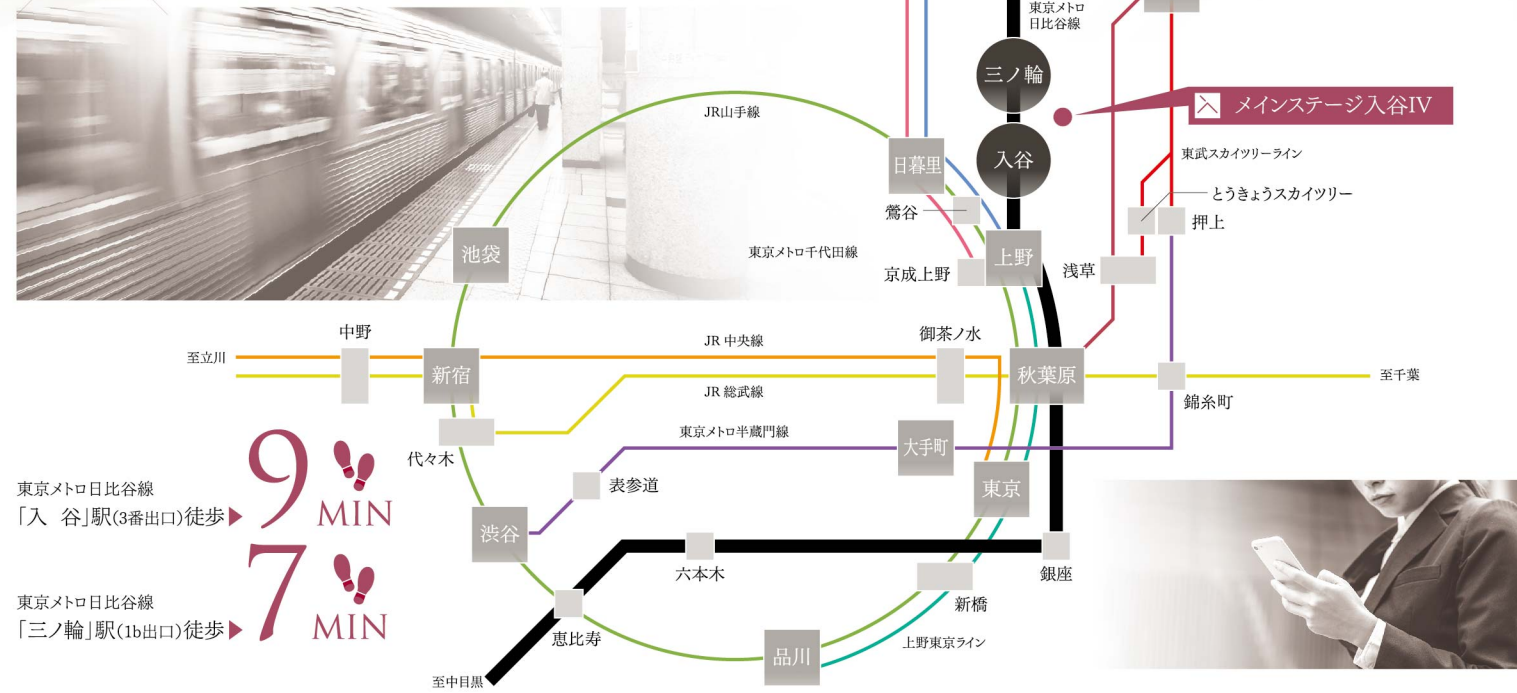 東京メトロ
日比谷線
三ノ輪
メインステージ入谷IV
JR山手線
入谷
日暮里
東武スカイツリーライン
とうきょうスカイツリー
鶯谷
押上
池袋
東京メトロ千代田線
上野
京成上野
浅草
中野
JR 中央線
御茶ノ水
至立川
新宿
秋葉原
至千葉
JR 総武線
錦糸町
代々木
東京メトロ半蔵門線
大手町
表参道
東京
東京メトロ日比谷線
「入 谷」駅(3番出口)徒歩▶9MIN
渋谷
六本木
銀座
新橋
東京メトロ日比谷線
「三ノ輪」駅(1b出口)徒歩▶7MIN
恵比寿
上野東京ライン
品川
至中目黒